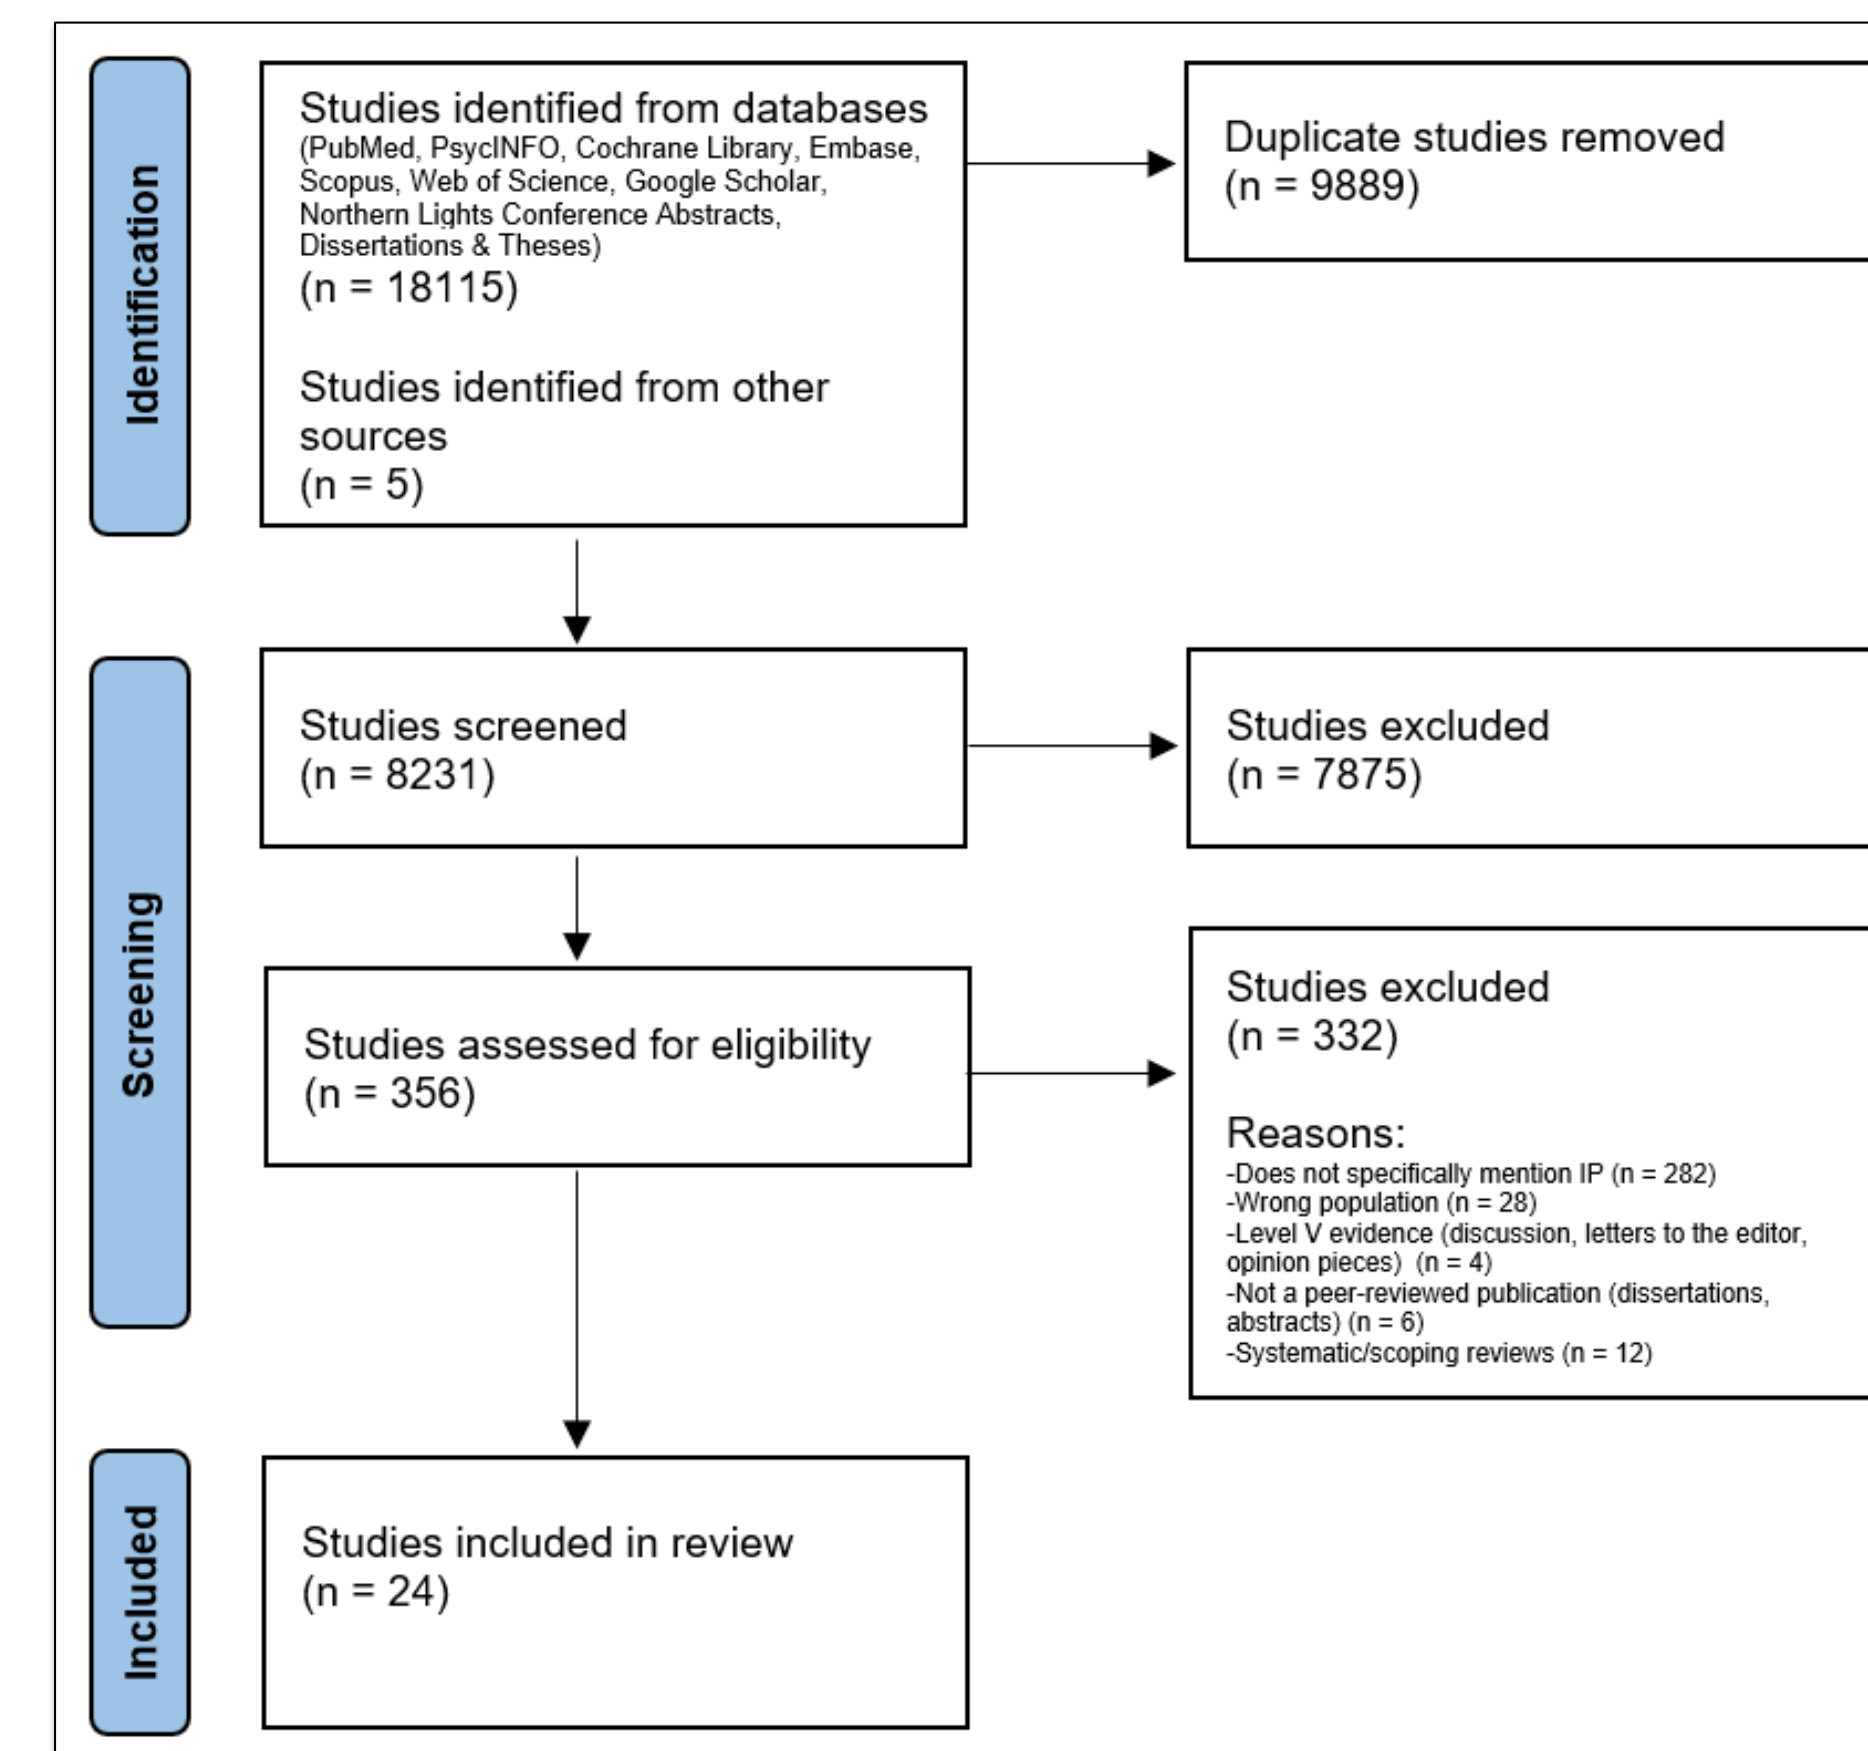 Identification
Studies identified from databases
(PubMed, PsycINFO, Cochrane Library, Embase,
Scopus, Web of Science, Google Scholar,
Northern Lights Conference Abstracts,
Dissertations & Theses)
(n = 18115)
Studies identified from other
sources
(n = 5)
Duplicate studies removed
(n = 9889)
Screening
Studies screened
(n = 8231)
Studies excluded
(n = 7875)
Studies assessed for eligibility
(n = 356)
Studies excluded
(n = 332)
Reasons:
-Does not specifically mention IP (n = 282)
-Wrong population (n = 28)
-Level V evidence (discussion, letters to the editor,
opinion pieces)  (n = 4)
-Not a peer-reviewed publication (dissertations,
abstracts) (n = 6)
-Systematic/scoping reviews (n = 12)
Included
Studies included in review
(n = 24)